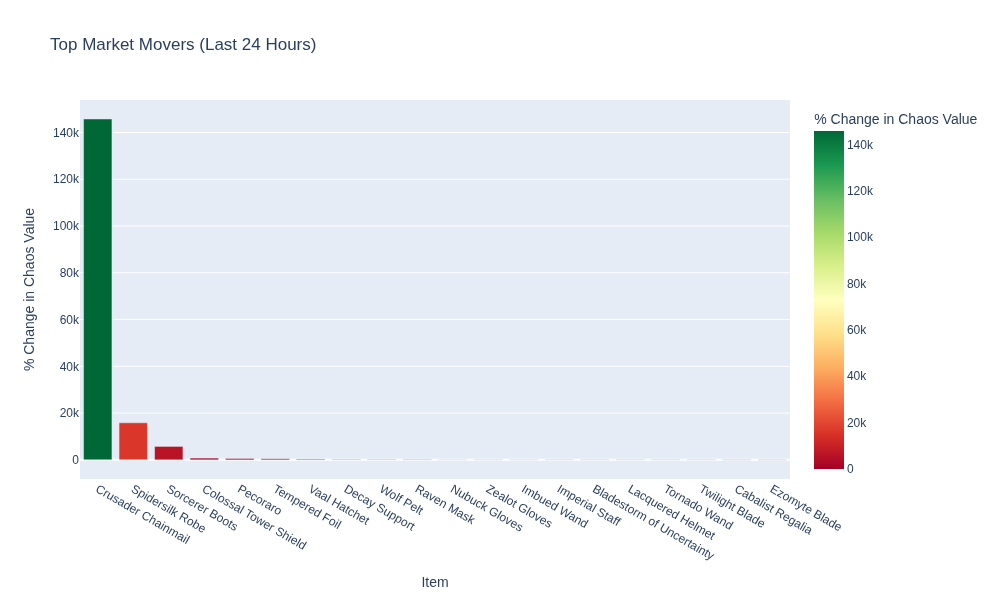 Top Market Movers (Last 24 Hours)
% Change in Chaos Value
140k
120k
100k
80k
60k
40k
20k
0
Crusader Chainmail
Spidersilk Robe
Sorcerer Boots
Colossal Tower Shield
Pecoraro
Tempered Foil
Vaal Hatchet
Decay Support
Wolf Pelt
Raven Mask
Nubuck Gloves
Zealot Gloves
Imbued Wand
Imperial Staff
Bladestorm of Uncertainty
Lacquered Helmet
Tornado Wand
Twilight Blade
Cabalist Regalia
Ezomyte Blade
Item
% Change in Chaos Value
140k
120k
100k
80k
60k
40k
20k
0